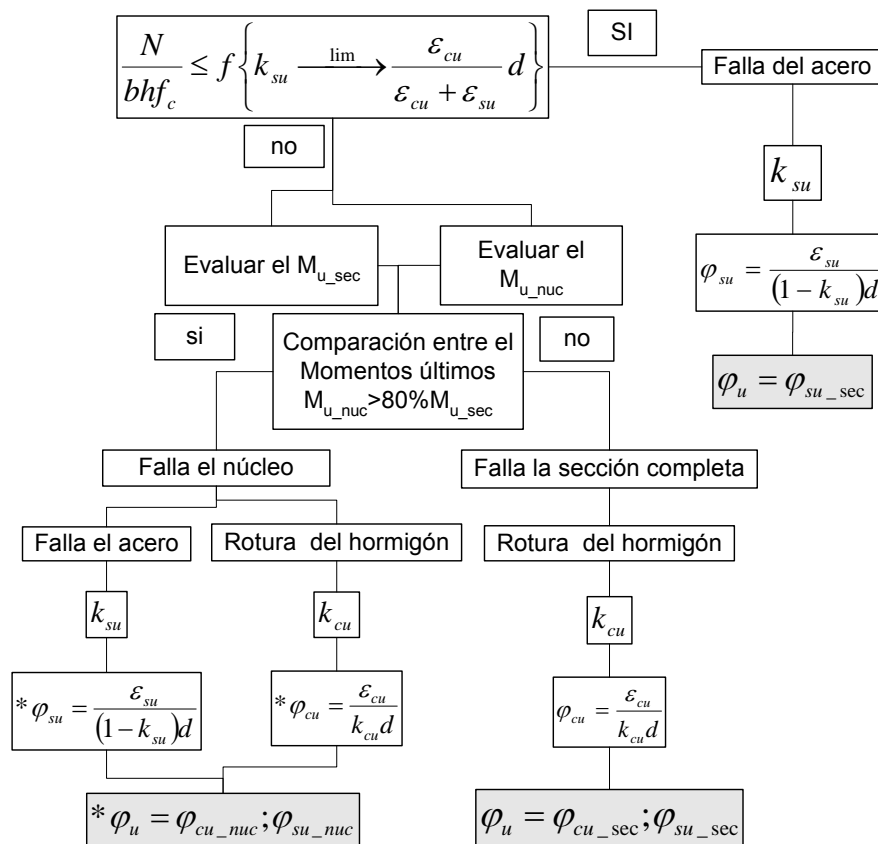 N/(bhf_c) ≤ f{k_su —lim→ ε_cu/(ε_cu + ε_su) d}
SI
Falla del acero
no
k_su
Evaluar el M_u_sec
Evaluar el
M_u_nuc
φ_su = ε_su/((1 − k_su)d)
si
Comparación entre el
Momentos últimos
M_u_nuc>80%M_u_sec
no
φ_u = φ_su_sec
Falla el núcleo
Falla la sección completa
Falla el acero
Rotura del hormigón
Rotura del hormigón
k_su
k_cu
k_cu
*φ_su = ε_su/((1 − k_su)d)
*φ_cu = ε_cu/(k_cu d)
φ_cu = ε_cu/(k_cu d)
*φ_u = φ_cu_nuc;φ_su_nuc
φ_u = φ_cu_sec;φ_su_sec